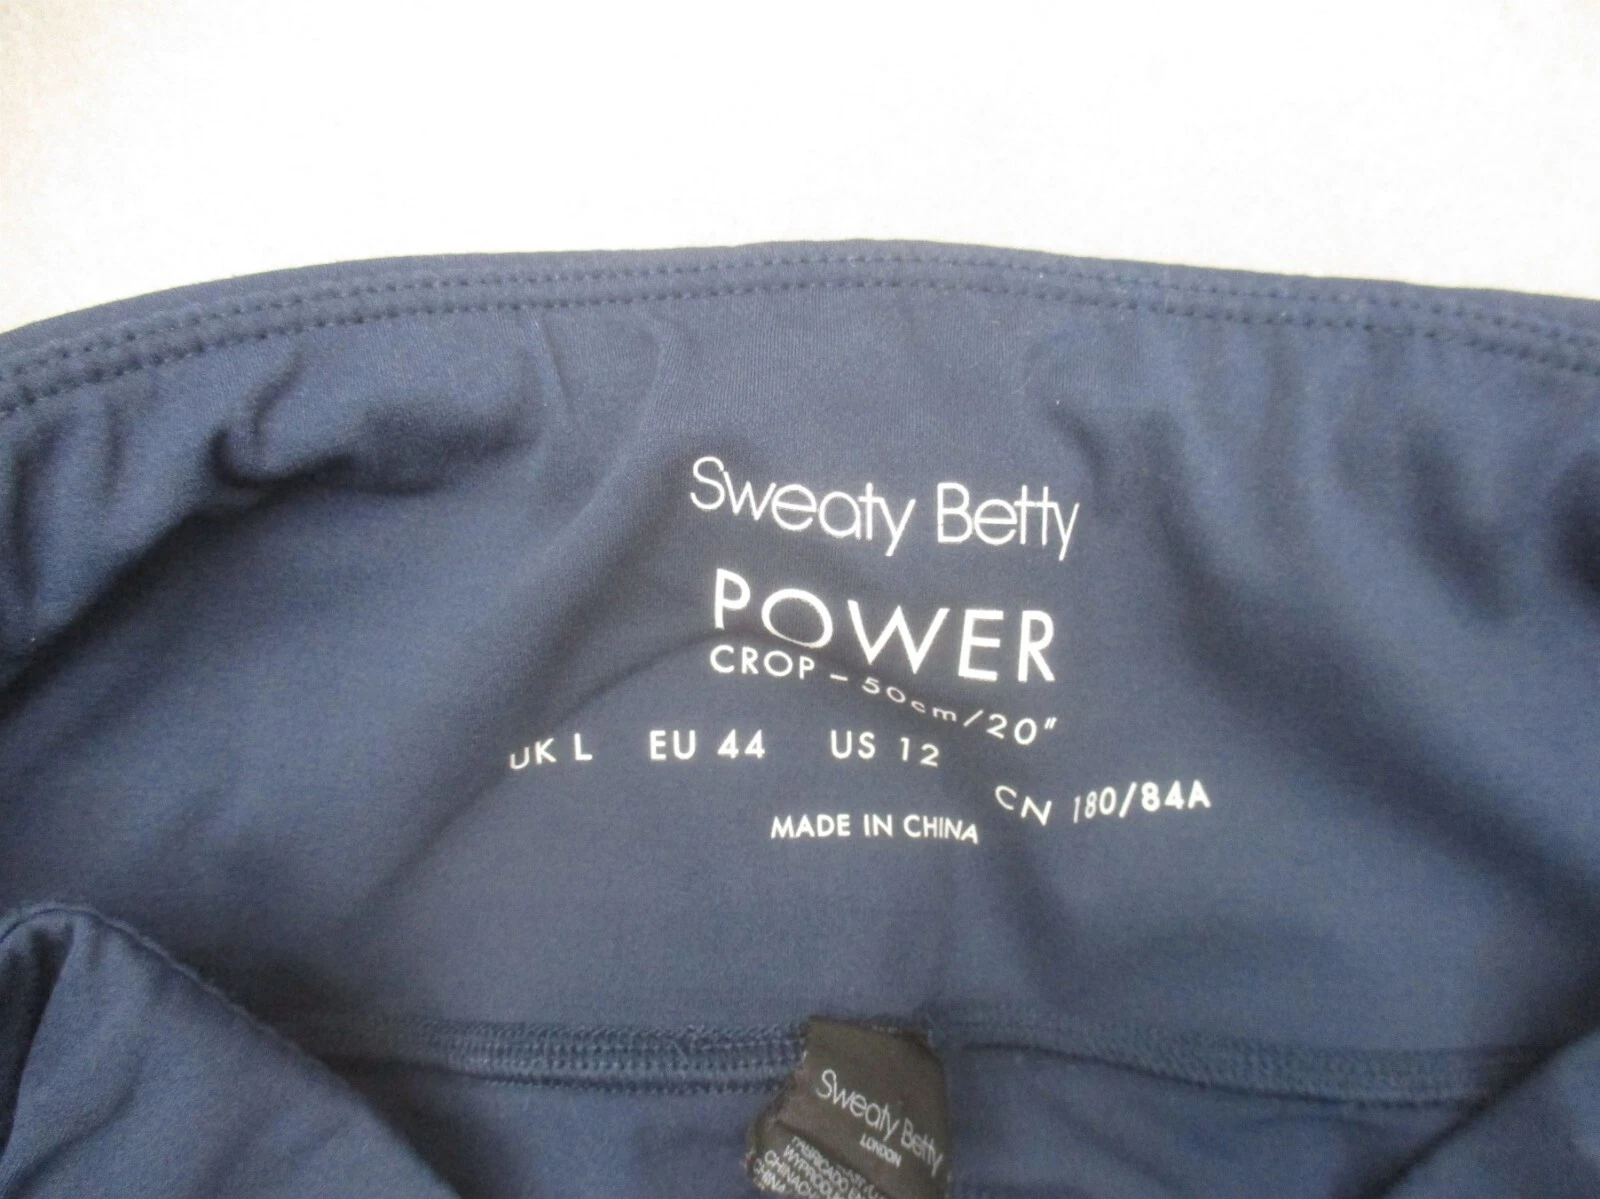 Sweaty Betty
POWER
CROP – 50cm/20"
UK L EU 44 US 12 CN 180/84A
MADE IN CHINA
Sweaty Betty
LONDON